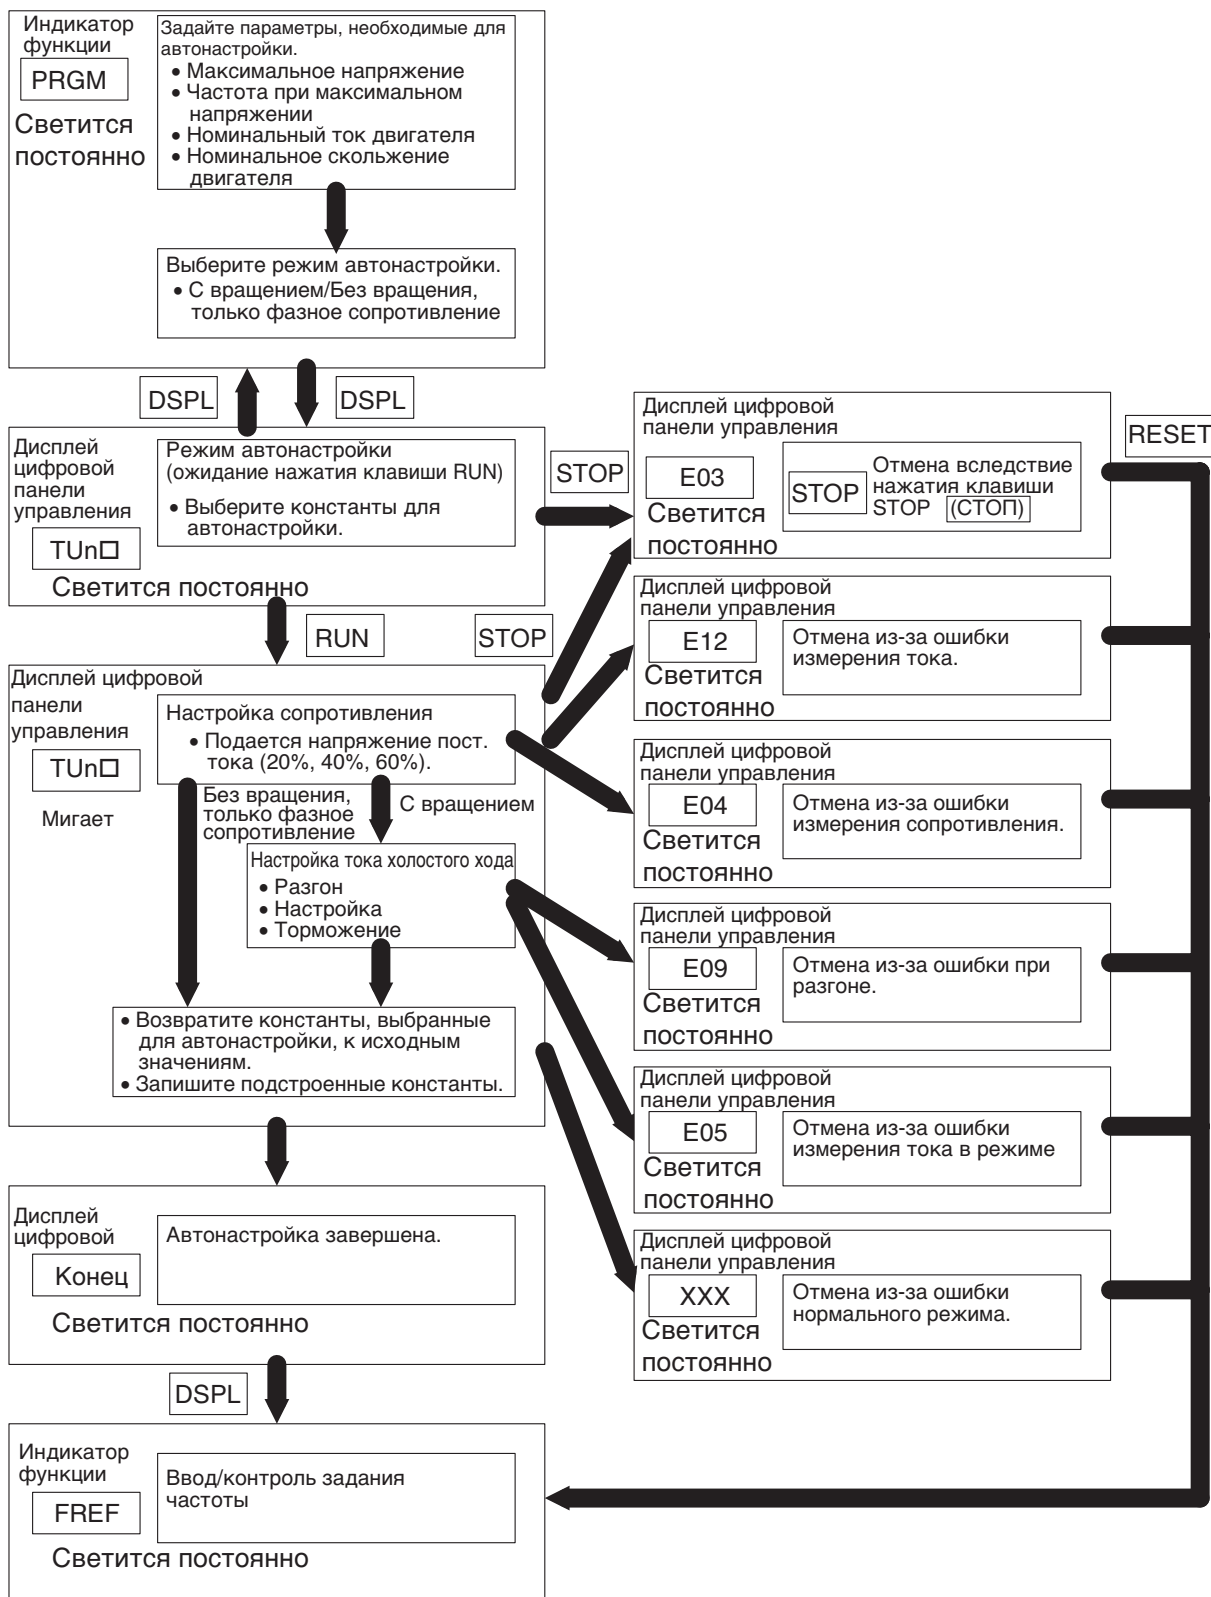 Индикатор
функции
PRGM
Светится
постоянно
Задайте параметры, необходимые для
автонастройки.
• Максимальное напряжение
• Частота при максимальном
напряжении
• Номинальный ток двигателя
• Номинальное скольжение
двигателя
Выберите режим автонастройки.
• С вращением/Без вращения,
только фазное сопротивление
DSPL
DSPL
Дисплей
цифровой
панели
управления
TUn□
Светится постоянно
Режим автонастройки
(ожидание нажатия клавиши RUN)
• Выберите константы для
автонастройки.
STOP
RUN
STOP
Дисплей цифровой
панели
управления
TUn□
Мигает
Настройка сопротивления
• Подается напряжение пост.
тока (20%, 40%, 60%).
Без вращения,
только фазное
сопротивление
С вращением
Настройка тока холостого хода
• Разгон
• Настройка
• Торможение
• Возвратите константы, выбранные
для автонастройки, к исходным
значениям.
• Запишите подстроенные константы.
Дисплей
цифровой
Конец
Светится постоянно
Автонастройка завершена.
DSPL
Индикатор
функции
FREF
Светится постоянно
Ввод/контроль задания
частоты
Дисплей цифровой
панели управления
E03
Светится
постоянно
STOP
Отмена вследствие
нажатия клавиши
STOP (СТОП)
RESET
Дисплей цифровой
панели управления
E12
Светится
постоянно
Отмена из-за ошибки
измерения тока.
Дисплей цифровой
панели управления
E04
Светится
постоянно
Отмена из-за ошибки
измерения сопротивления.
Дисплей цифровой
панели управления
E09
Светится
постоянно
Отмена из-за ошибки при
разгоне.
Дисплей цифровой
панели управления
E05
Светится
постоянно
Отмена из-за ошибки
измерения тока в режиме
Дисплей цифровой
панели управления
XXX
Светится
постоянно
Отмена из-за ошибки
нормального режима.